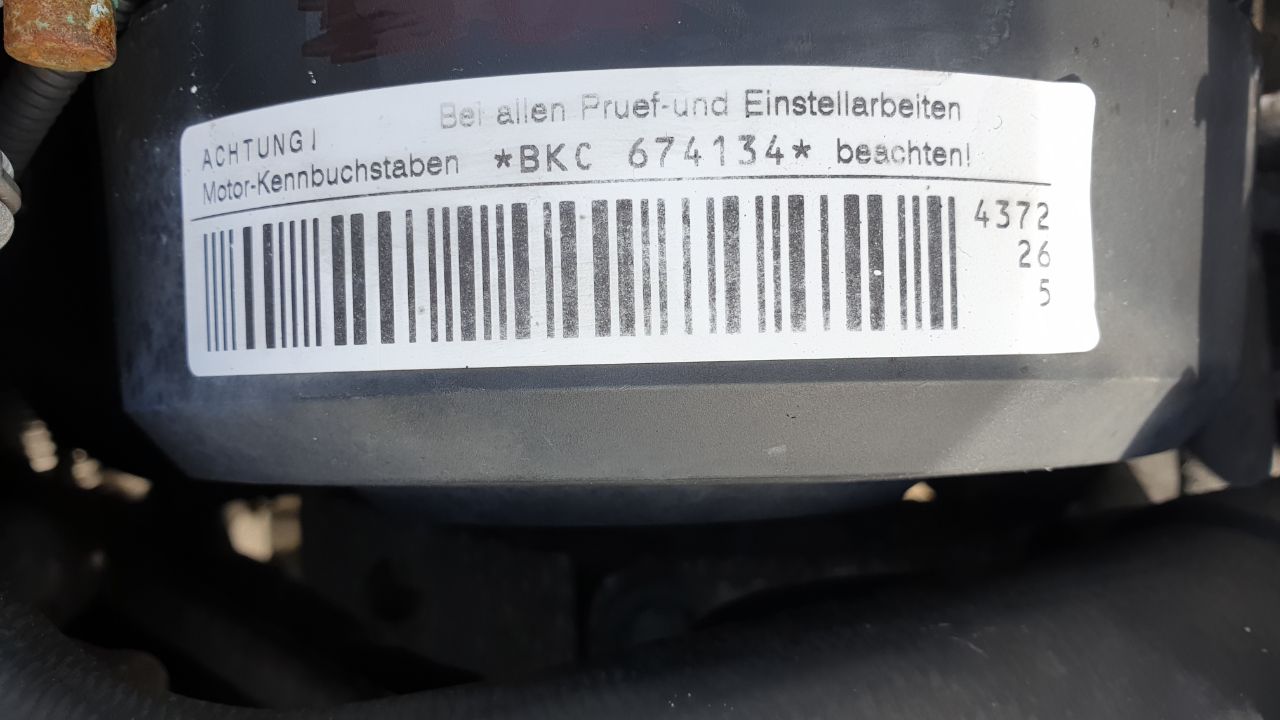 ACHTUNG! Bei allen Pruef-und Einstellarbeiten
Motor-Kennbuchstaben *BKC 674134* beachten!
4372
26
5